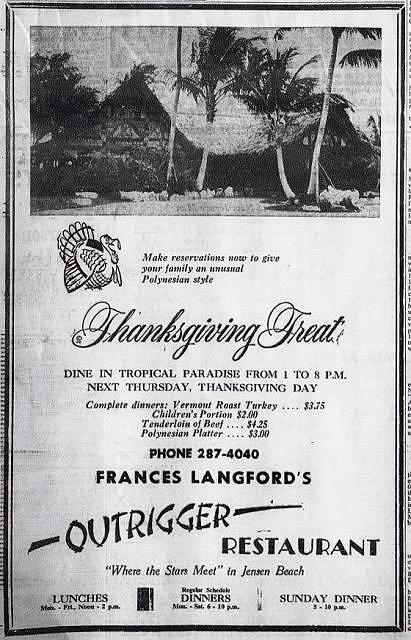 Make reservations now to give
your family an unusual
Polynesian style
Thanksgiving Treat!
DINE IN TROPICAL PARADISE FROM 1 TO 8 P.M.
NEXT THURSDAY, THANKSGIVING DAY
Complete dinners: Vermont Roast Turkey .... $3.75
Children's Portion $2.00
Tenderloin of Beef .... $4.25
Polynesian Platter .... $3.00
PHONE 287-4040
FRANCES LANGFORD'S
OUTRIGGER
RESTAURANT
"Where the Stars Meet" in Jensen Beach
Regular Schedule
LUNCHES DINNERS SUNDAY DINNER
Mon. - Fri., Noon - 2 p.m. Mon. - Sat. 6 - 10 p.m. 5 - 10 p.m.